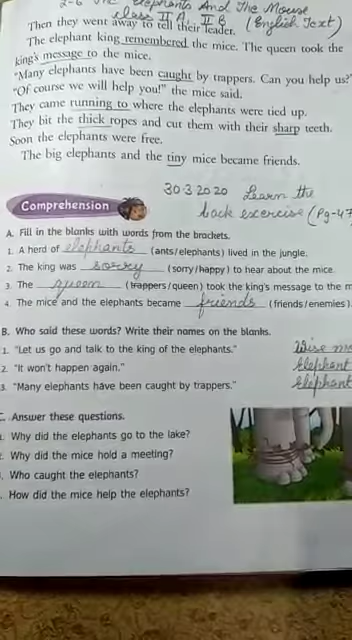 2-6 The Elephants And The Mouse
Class II A, II B (English Text)
Then they went away to tell their leader.
The elephant king remembered the mice. The queen took the
king's message to the mice.
"Many elephants have been caught by trappers. Can you help us?"
"Of course we will help you!" the mice said.
They came running to where the elephants were tied up.
They bit the thick ropes and cut them with their sharp teeth.
Soon the elephants were free.
The big elephants and the tiny mice became friends.
30.3.2020 Learn the
back exercise (Pg-47
Comprehension
A. Fill in the blanks with words from the brackets.
1. A herd of elephants (ants/elephants) lived in the jungle.
2. The king was sorry (sorry/happy) to hear about the mice.
3. The queen (trappers/queen) took the king's message to the m
4. The mice and the elephants became friends (friends/enemies).
B. Who said these words? Write their names on the blanks.
1. "Let us go and talk to the king of the elephants." Wise m
2. "It won't happen again." Elephant
3. "Many elephants have been caught by trappers." Elephant
C. Answer these questions.
Why did the elephants go to the lake?
2. Why did the mice hold a meeting?
. Who caught the elephants?
. How did the mice help the elephants?